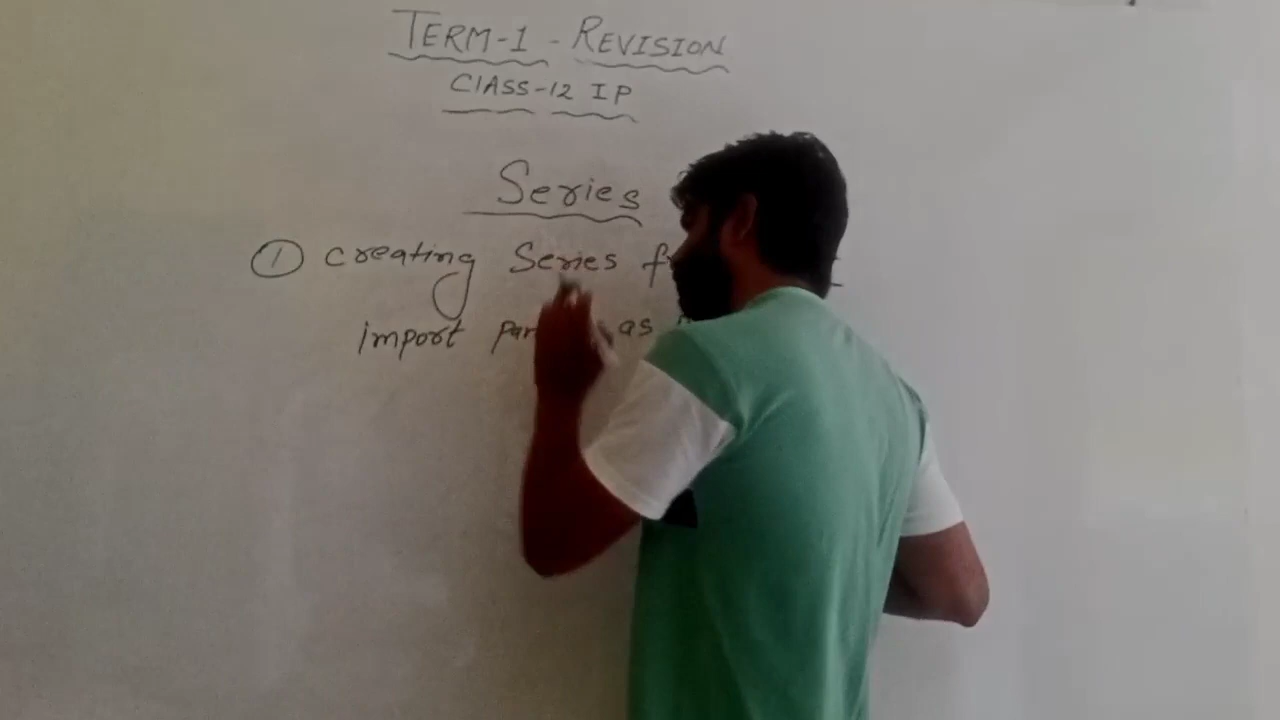 TERM-1 - REVISION
CLASS-12 IP
Series
① creating Series
import as